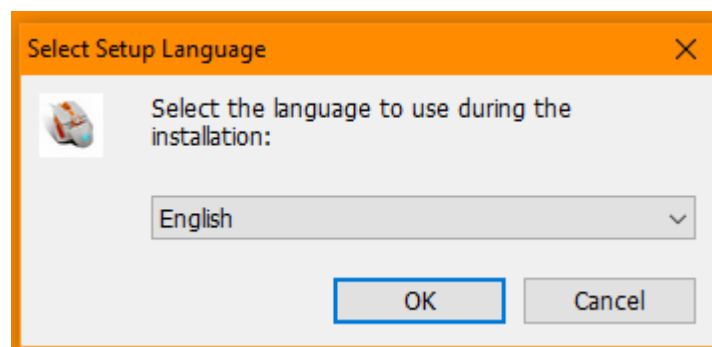 Select Setup Language
Select the language to use during the
installation:
English
OK
Cancel